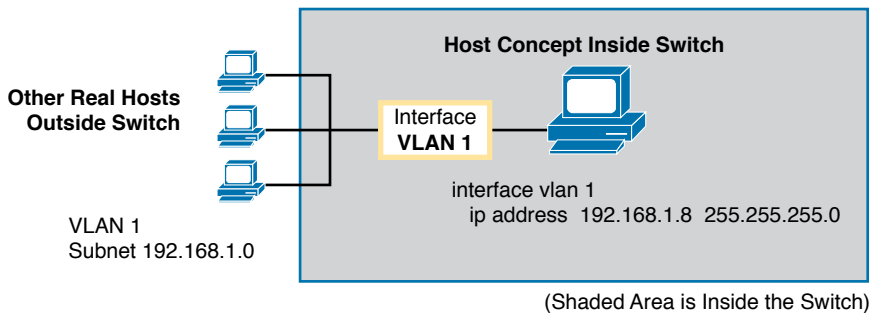 Host Concept Inside Switch
Other Real Hosts
Outside Switch
Interface
VLAN 1
interface vlan 1
ip address 192.168.1.8 255.255.255.0
VLAN 1
Subnet 192.168.1.0
(Shaded Area is Inside the Switch)